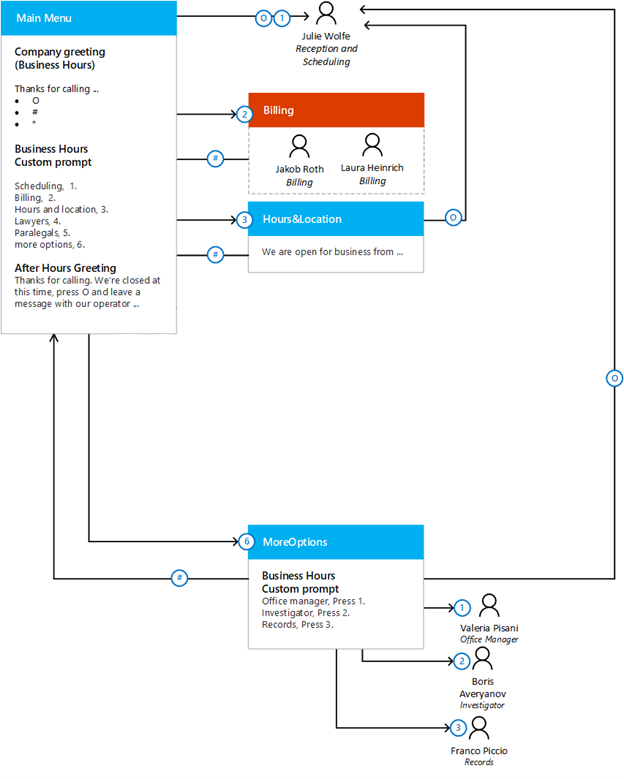 Main Menu
Company greeting
(Business Hours)
Thanks for calling ...
• O
• #
• *
Business Hours
Custom prompt
Scheduling, 1.
Billing, 2.
Hours and location, 3.
Lawyers, 4.
Paralegals, 5.
more options, 6.
After Hours Greeting
Thanks for calling. We're closed at
this time, press O and leave a
message with our operator ...
O 1
Julie Wolfe
Reception and
Scheduling
2
Billing
#
Jakob Roth
Billing
Laura Heinrich
Billing
3
Hours&Location
O
#
We are open for business from ...
O
6
MoreOptions
#
Business Hours
Custom prompt
Office manager, Press 1.
Investigator, Press 2.
Records, Press 3.
1
Valeria Pisani
Office Manager
2
Boris
Averyanov
Investigator
3
Franco Piccio
Records